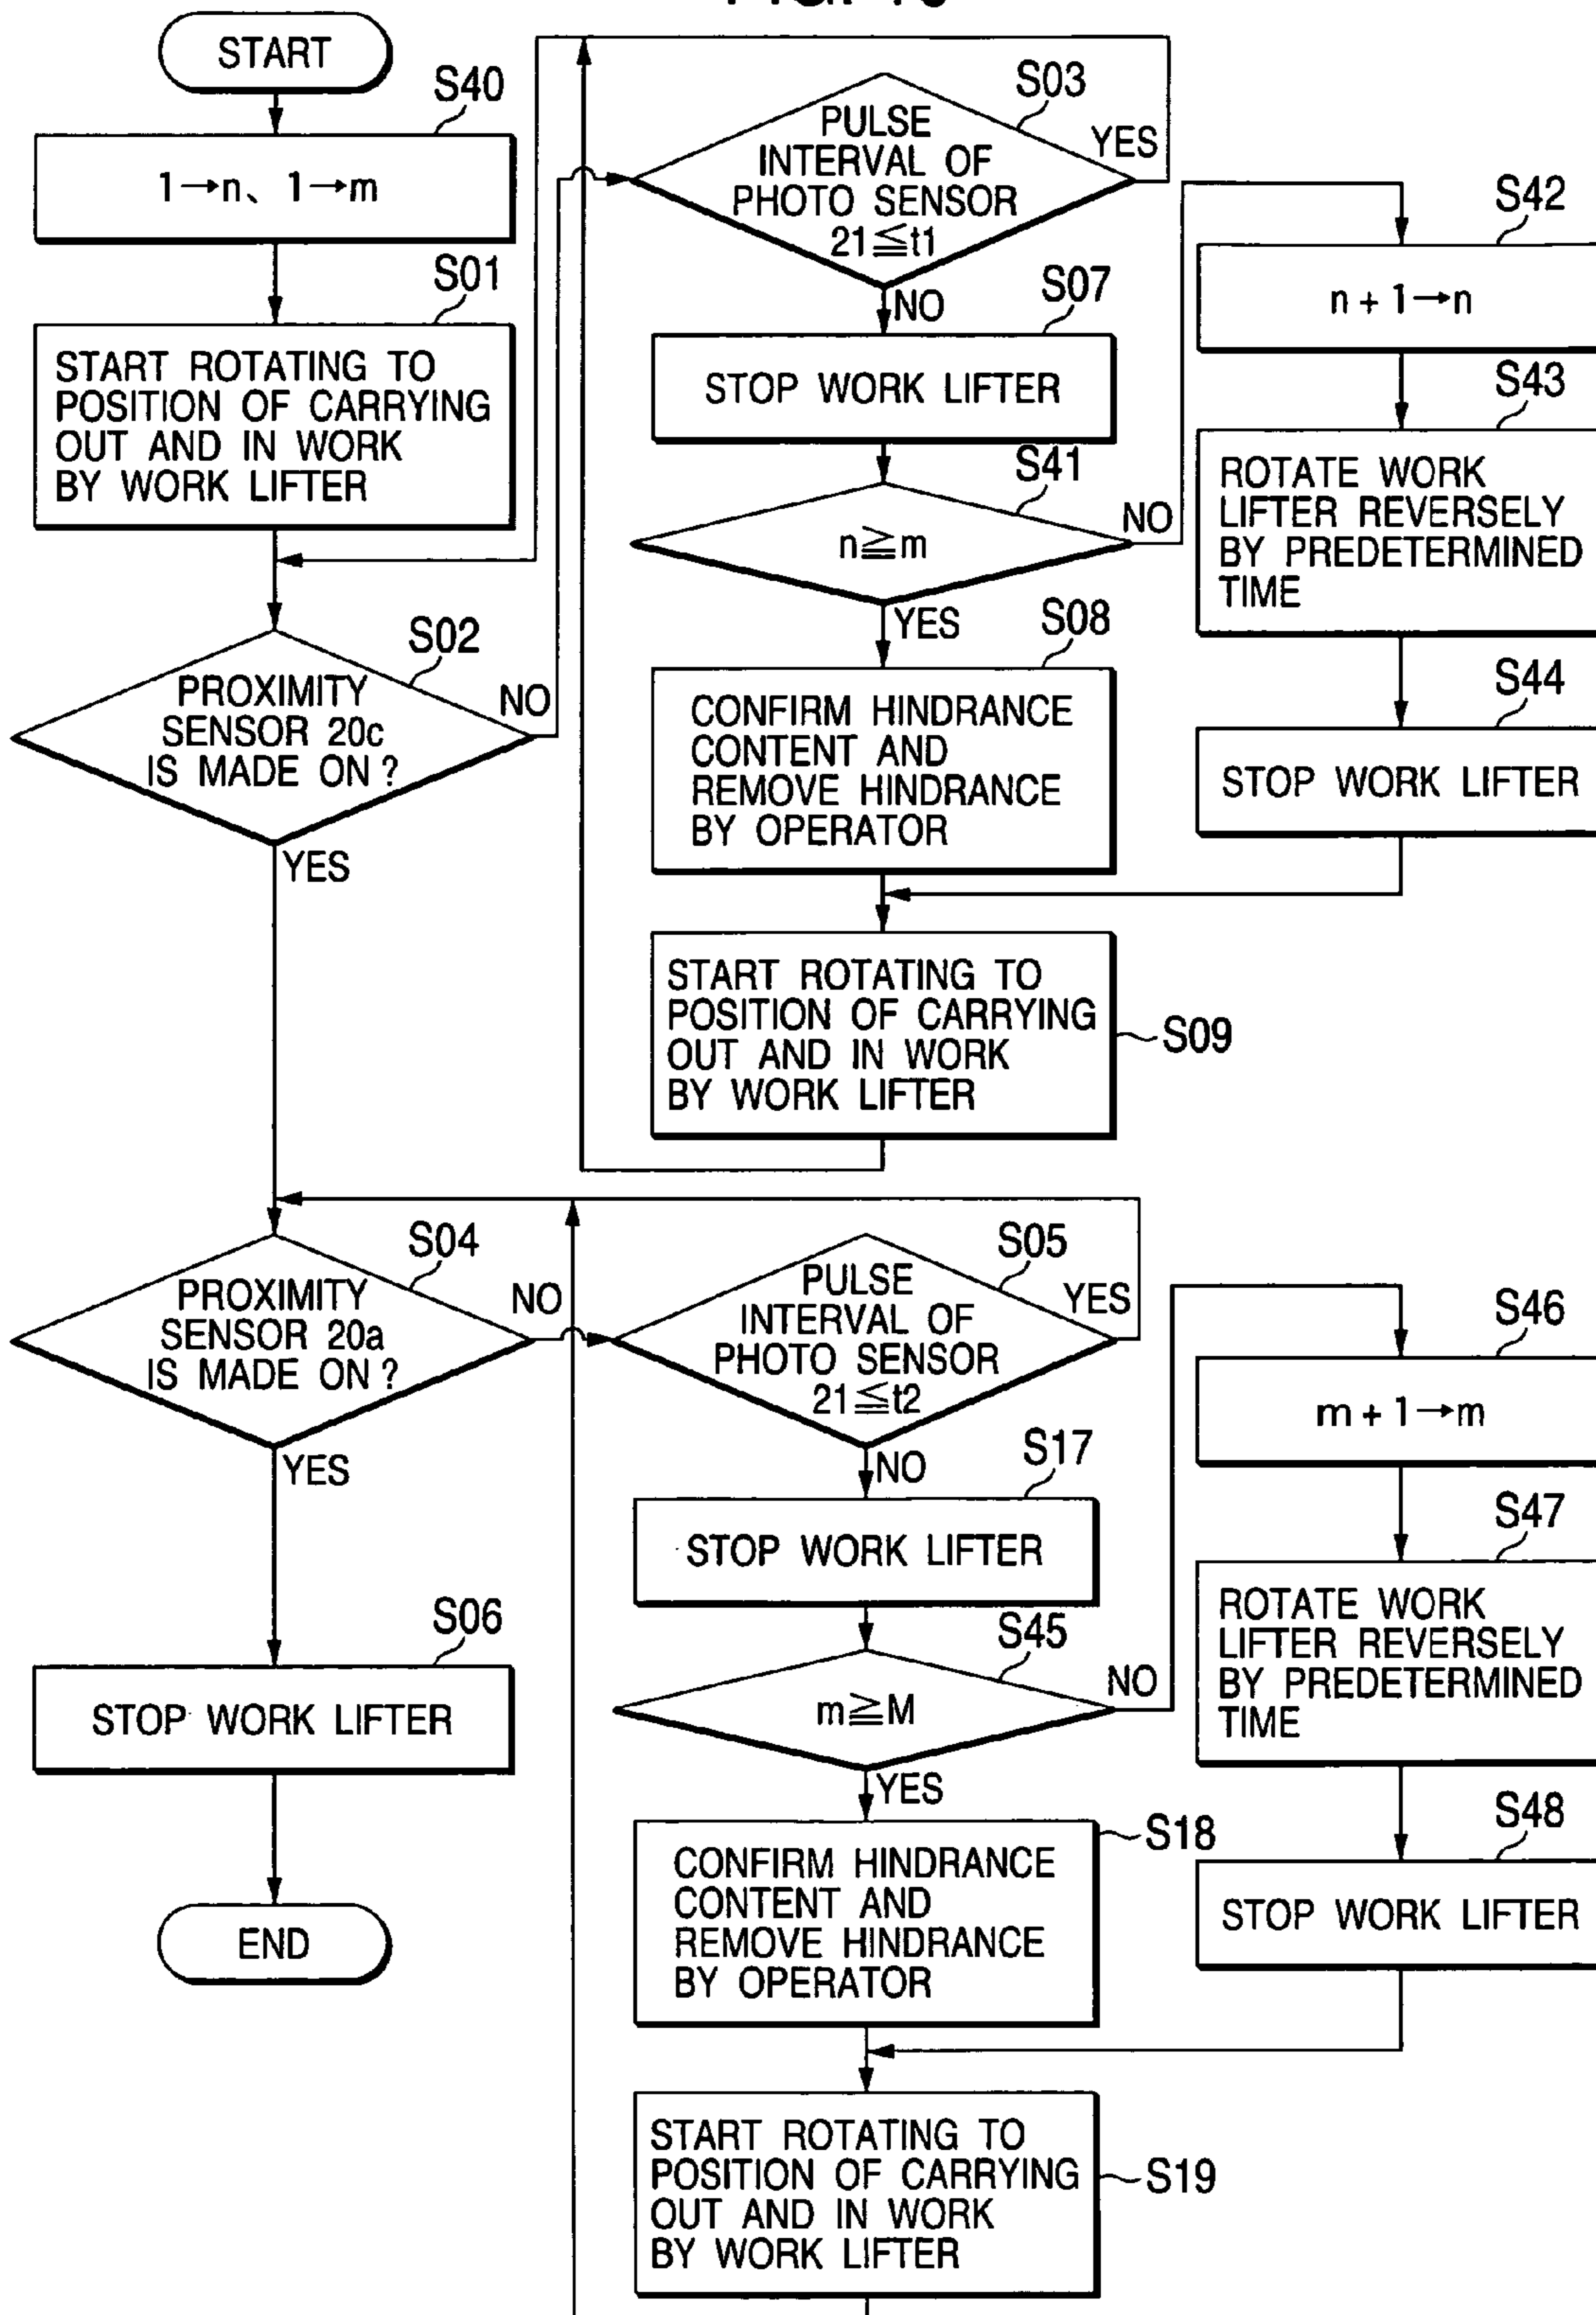 START
S40
1→n、1→m
S01
START ROTATING TO
POSITION OF CARRYING
OUT AND IN WORK
BY WORK LIFTER
S02
PROXIMITY
SENSOR 20c
IS MADE ON?
NO
YES
S03
PULSE
INTERVAL OF
PHOTO SENSOR
21≦t1
YES
NO
S07
STOP WORK LIFTER
S41
n≧m
NO
YES
S08
CONFIRM HINDRANCE
CONTENT AND
REMOVE HINDRANCE
BY OPERATOR
S42
n + 1→n
S43
ROTATE WORK
LIFTER REVERSELY
BY PREDETERMINED
TIME
S44
STOP WORK LIFTER
START ROTATING TO
POSITION OF CARRYING
OUT AND IN WORK
BY WORK LIFTER
S09
S04
PROXIMITY
SENSOR 20a
IS MADE ON?
NO
YES
S05
PULSE
INTERVAL OF
PHOTO SENSOR
21≦t2
YES
NO
S17
STOP WORK LIFTER
S45
m≧M
NO
YES
S18
CONFIRM HINDRANCE
CONTENT AND
REMOVE HINDRANCE
BY OPERATOR
S46
m + 1→m
S47
ROTATE WORK
LIFTER REVERSELY
BY PREDETERMINED
TIME
S48
STOP WORK LIFTER
START ROTATING TO
POSITION OF CARRYING
OUT AND IN WORK
BY WORK LIFTER
S19
S06
STOP WORK LIFTER
END